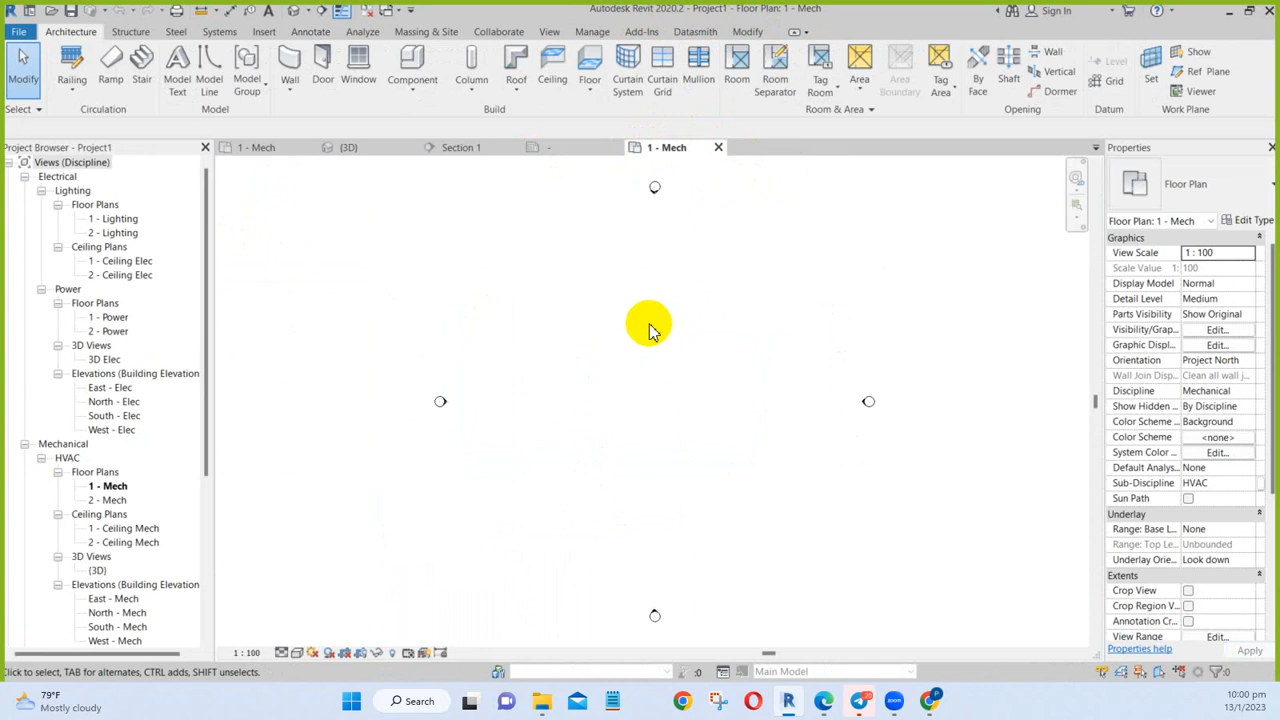 Autodesk Revit 2020.2 - Project1 - Floor Plan: 1 - Mech
Sign In
File Architecture Structure Steel Systems Insert Annotate Analyze Massing & Site Collaborate View Manage Add-Ins Datasmith Modify
Modify Railing Ramp Stair Model Text Model Line Model Group Wall Door Window Component Column Roof Ceiling Floor Curtain System Curtain Grid Mullion Room Room Separator Tag Room Area Area Boundary Tag Area By Face Shaft Wall Vertical Dormer Level Grid Set Show Ref Plane Viewer
Select Circulation Model Build Room & Area Opening Datum Work Plane
Project Browser - Project1
1 - Mech {3D} Section 1 - 1 - Mech
Properties
Views (Discipline)
Electrical
Lighting
Floor Plans
1 - Lighting
2 - Lighting
Ceiling Plans
1 - Ceiling Elec
2 - Ceiling Elec
Power
Floor Plans
1 - Power
2 - Power
3D Views
3D Elec
Elevations (Building Elevation
East - Elec
North - Elec
South - Elec
West - Elec
Mechanical
HVAC
Floor Plans
1 - Mech
2 - Mech
Ceiling Plans
1 - Ceiling Mech
2 - Ceiling Mech
3D Views
{3D}
Elevations (Building Elevation
East - Mech
North - Mech
South - Mech
West - Mech
Floor Plan
Floor Plan: 1 - Mech Edit Type
Graphics
View Scale 1 : 100
Scale Value 1: 100
Display Model Normal
Detail Level Medium
Parts Visibility Show Original
Visibility/Grap... Edit...
Graphic Displ... Edit...
Orientation Project North
Wall Join Disp... Clean all wall j...
Discipline Mechanical
Show Hidden ... By Discipline
Color Scheme ... Background
Color Scheme <none>
System Color ... Edit...
Default Analys... None
Sub-Discipline HVAC
Sun Path
Underlay
Range: Base L... None
Range: Top Le... Unbounded
Underlay Orie... Look down
Extents
Crop View
Crop Region V...
Annotation Cr...
View Range Edit...
Properties help Apply
1 : 100
Click to select, TAB for alternates, CTRL adds, SHIFT unselects.
:0 Main Model :0
79°F
Mostly cloudy
Search
10:00 pm
13/1/2023